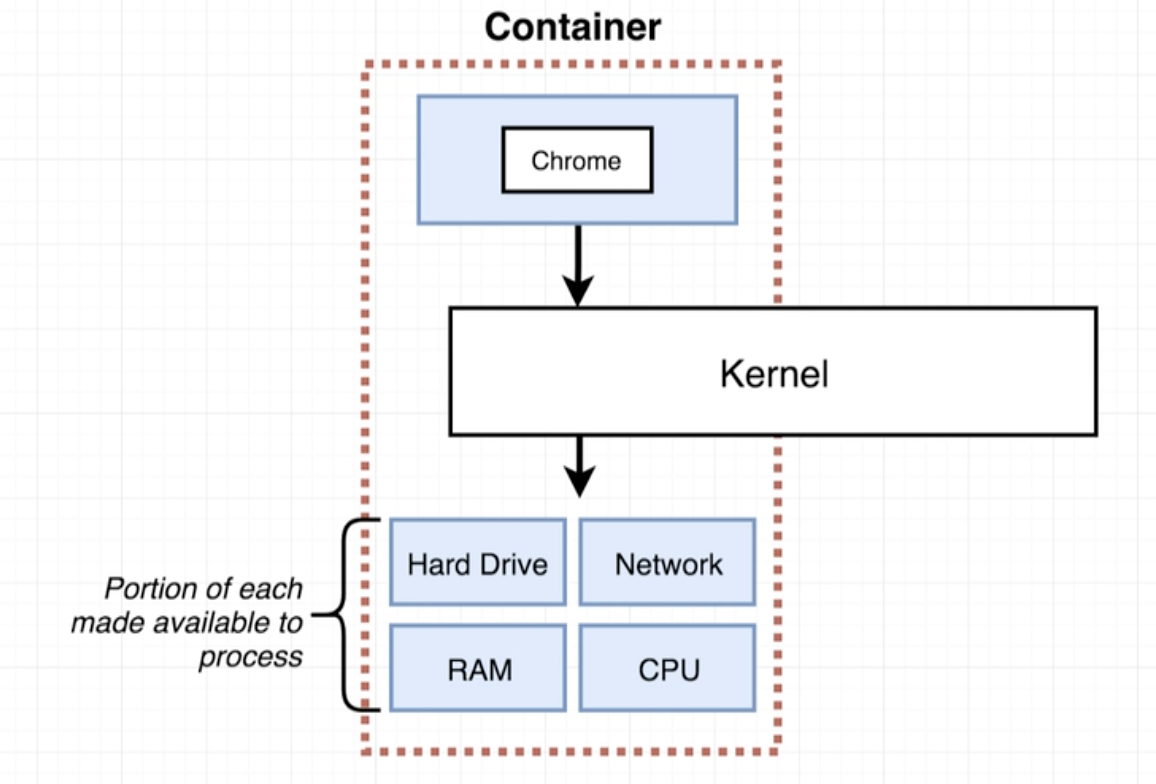 Container
Chrome
Kernel
Hard Drive
Network
Portion of each
made available to
process
RAM
CPU